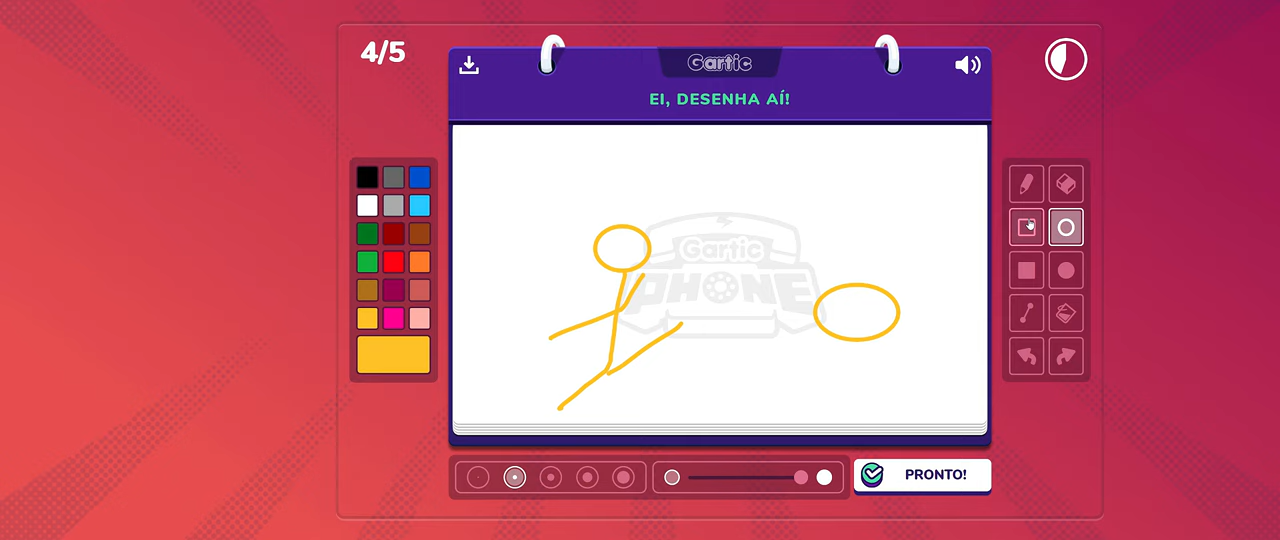 4/5
Gartic
EI, DESENHA AÍ!
Gartic
PHONE
PRONTO!